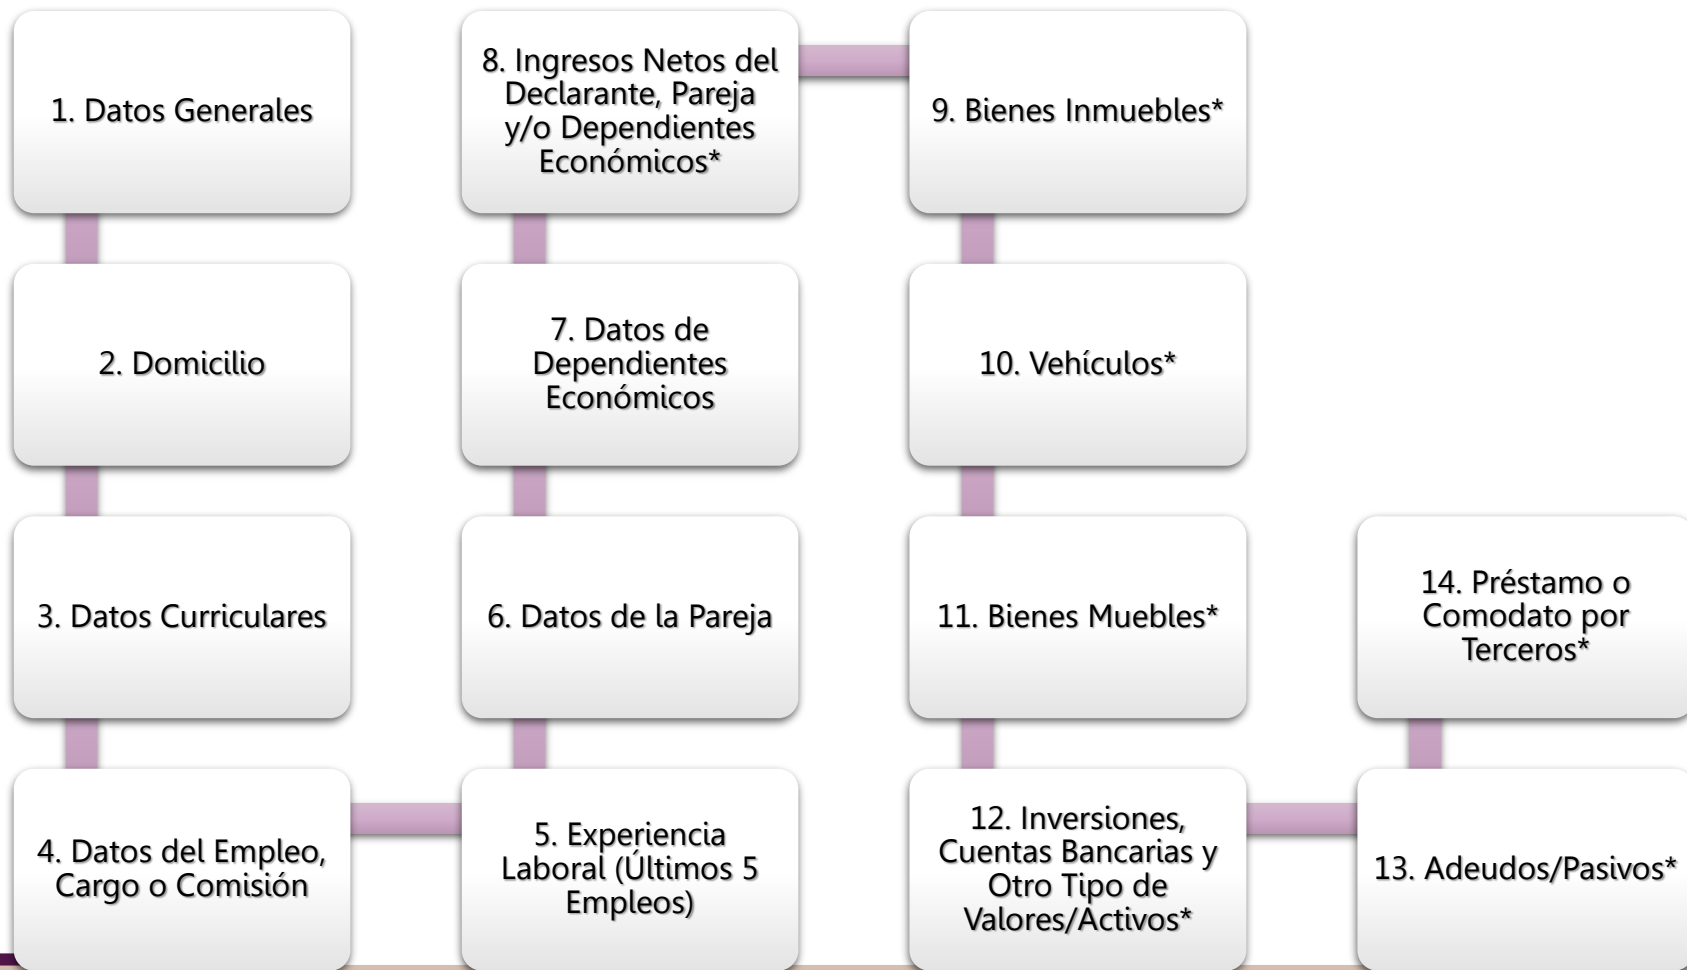 1. Datos Generales
2. Domicilio
3. Datos Curriculares
4. Datos del Empleo,
Cargo o Comisión
5. Experiencia
Laboral (Últimos 5
Empleos)
6. Datos de la Pareja
7. Datos de
Dependientes
Económicos
8. Ingresos Netos del
Declarante, Pareja
y/o Dependientes
Económicos*
9. Bienes Inmuebles*
10. Vehículos*
11. Bienes Muebles*
12. Inversiones,
Cuentas Bancarias y
Otro Tipo de
Valores/Activos*
13. Adeudos/Pasivos*
14. Préstamo o
Comodato por
Terceros*